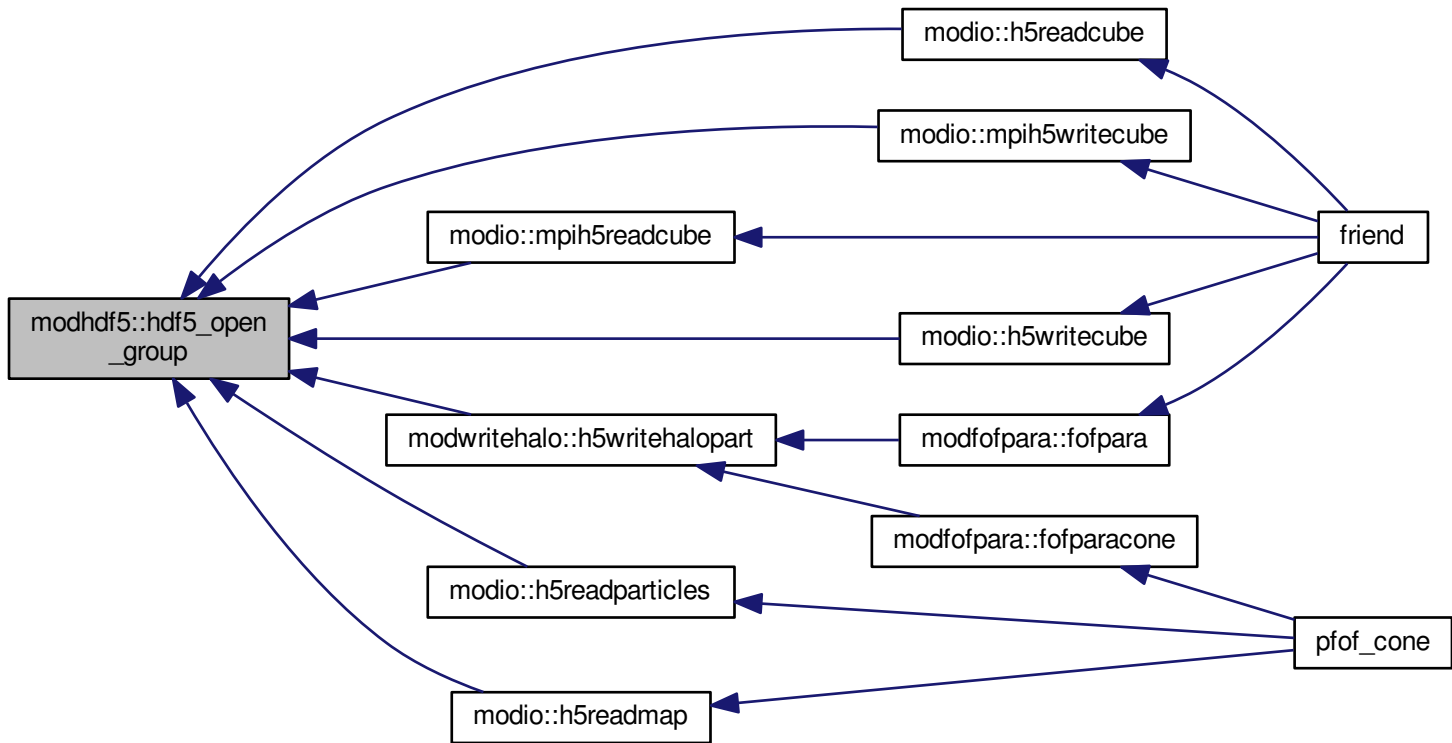 modio::h5readcube
modio::mpih5writecube
modio::mpih5readcube
friend
modhdf5::hdf5_open
_group
modio::h5writecube
modwritehalo::h5writehalopart
modfofpara::fofpara
modfofpara::fofparacone
modio::h5readparticles
pfof_cone
modio::h5readmap